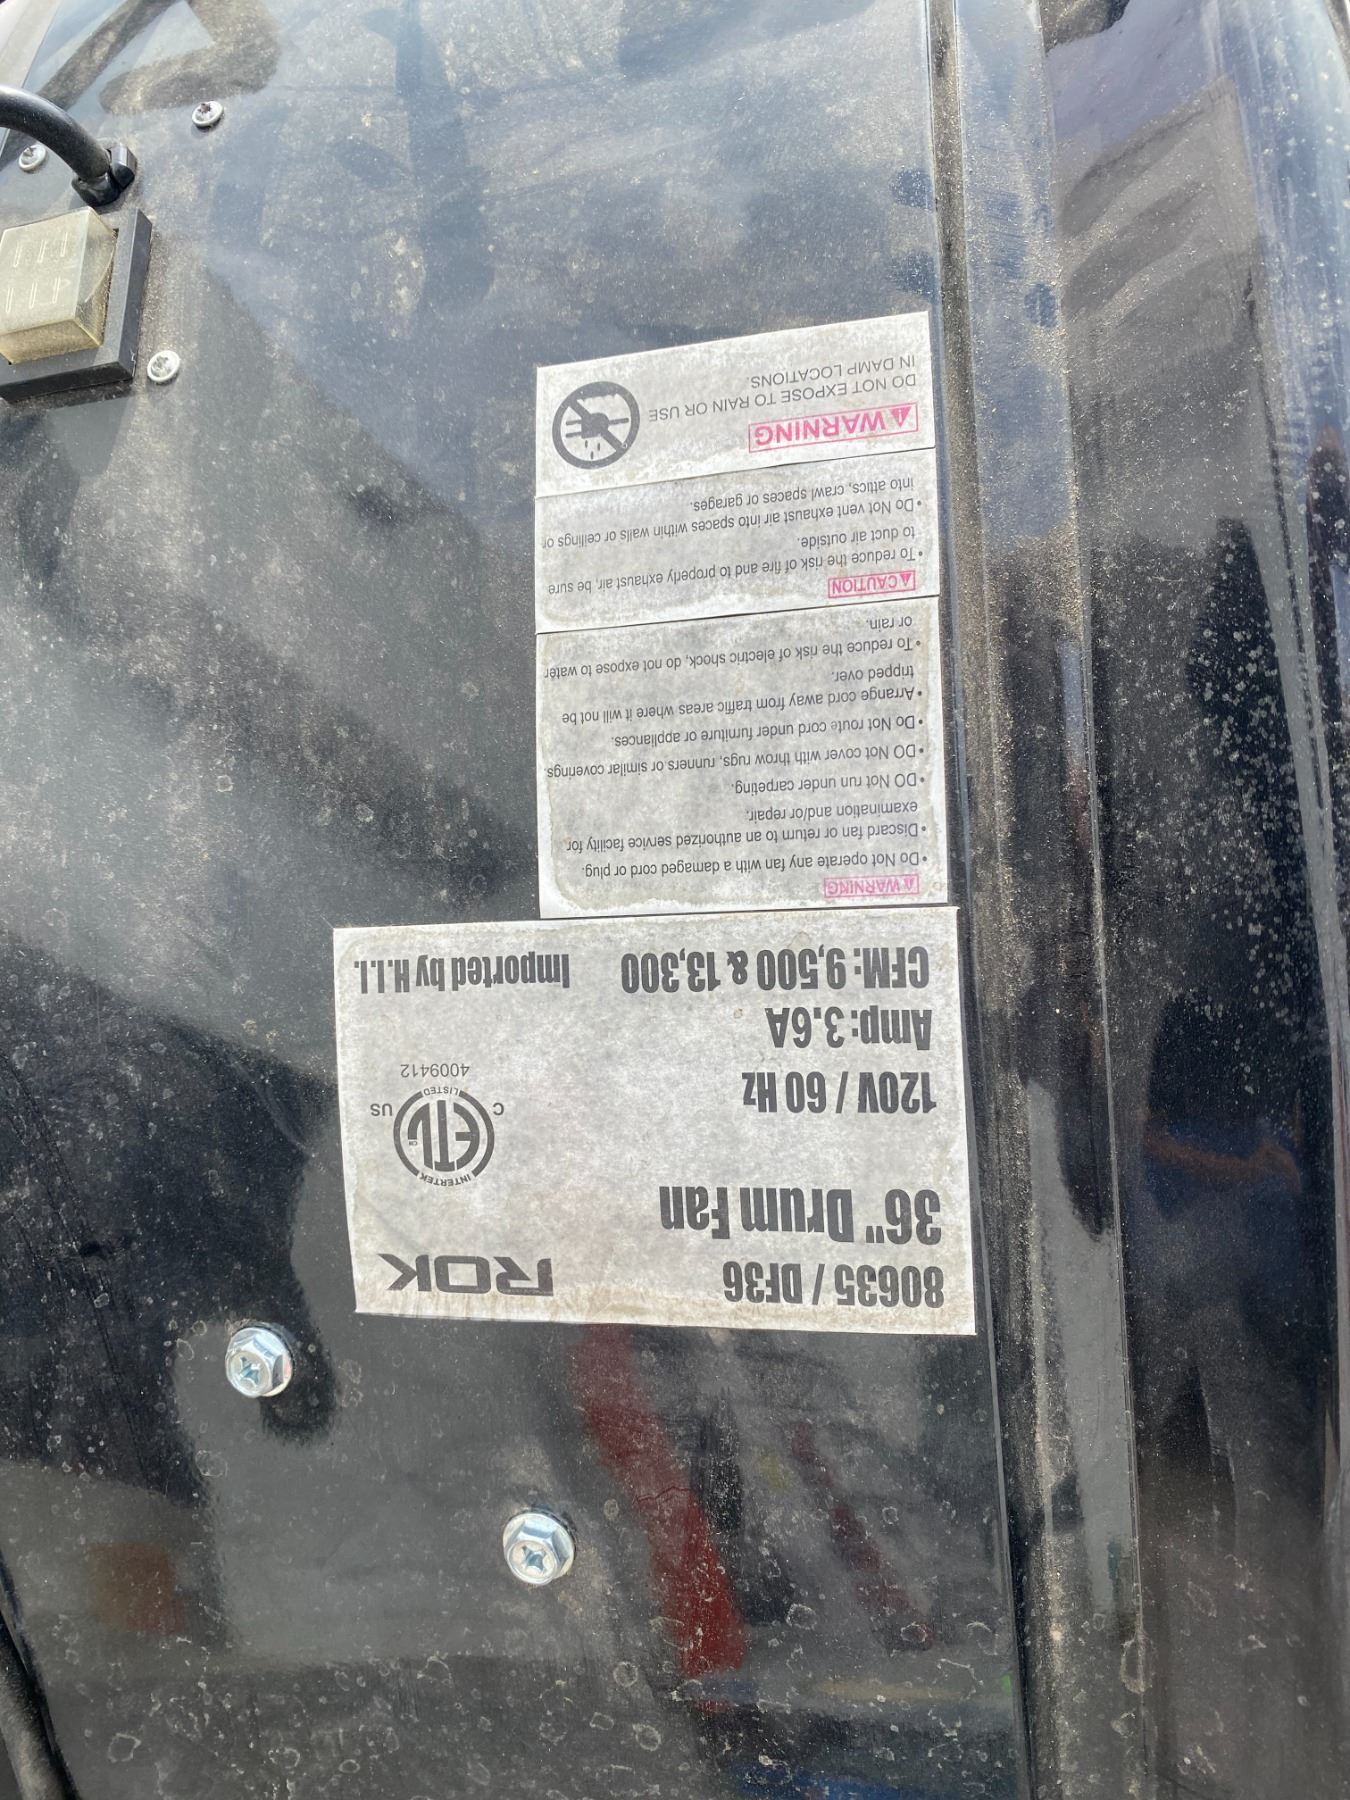 80635 / DF36
ROK
36" Drum Fan
120V / 60 Hz
Amp: 3.6A
CFM: 9,500 & 13,300
INTERTEK
ETL
CM
LISTED
C
US
4009412
Imported by H.I.I.
WARNING
• Do Not operate any fan with a damaged cord or plug.
• Discard fan or return to an authorized service facility for
examination and/or repair.
• DO Not run under carpeting.
• DO Not cover with throw rugs, runners or similar coverings.
• Do Not route cord under furniture or appliances.
• Arrange cord away from traffic areas where it will not be
tripped over.
• To reduce the risk of electric shock, do not expose to water
or rain.
CAUTION
• To reduce the risk of fire and to properly exhaust air, be sure
to duct air outside.
• Do Not vent exhaust air into spaces within walls or ceilings or
into attics, crawl spaces or garages.
WARNING
DO NOT EXPOSE TO RAIN OR USE
IN DAMP LOCATIONS.